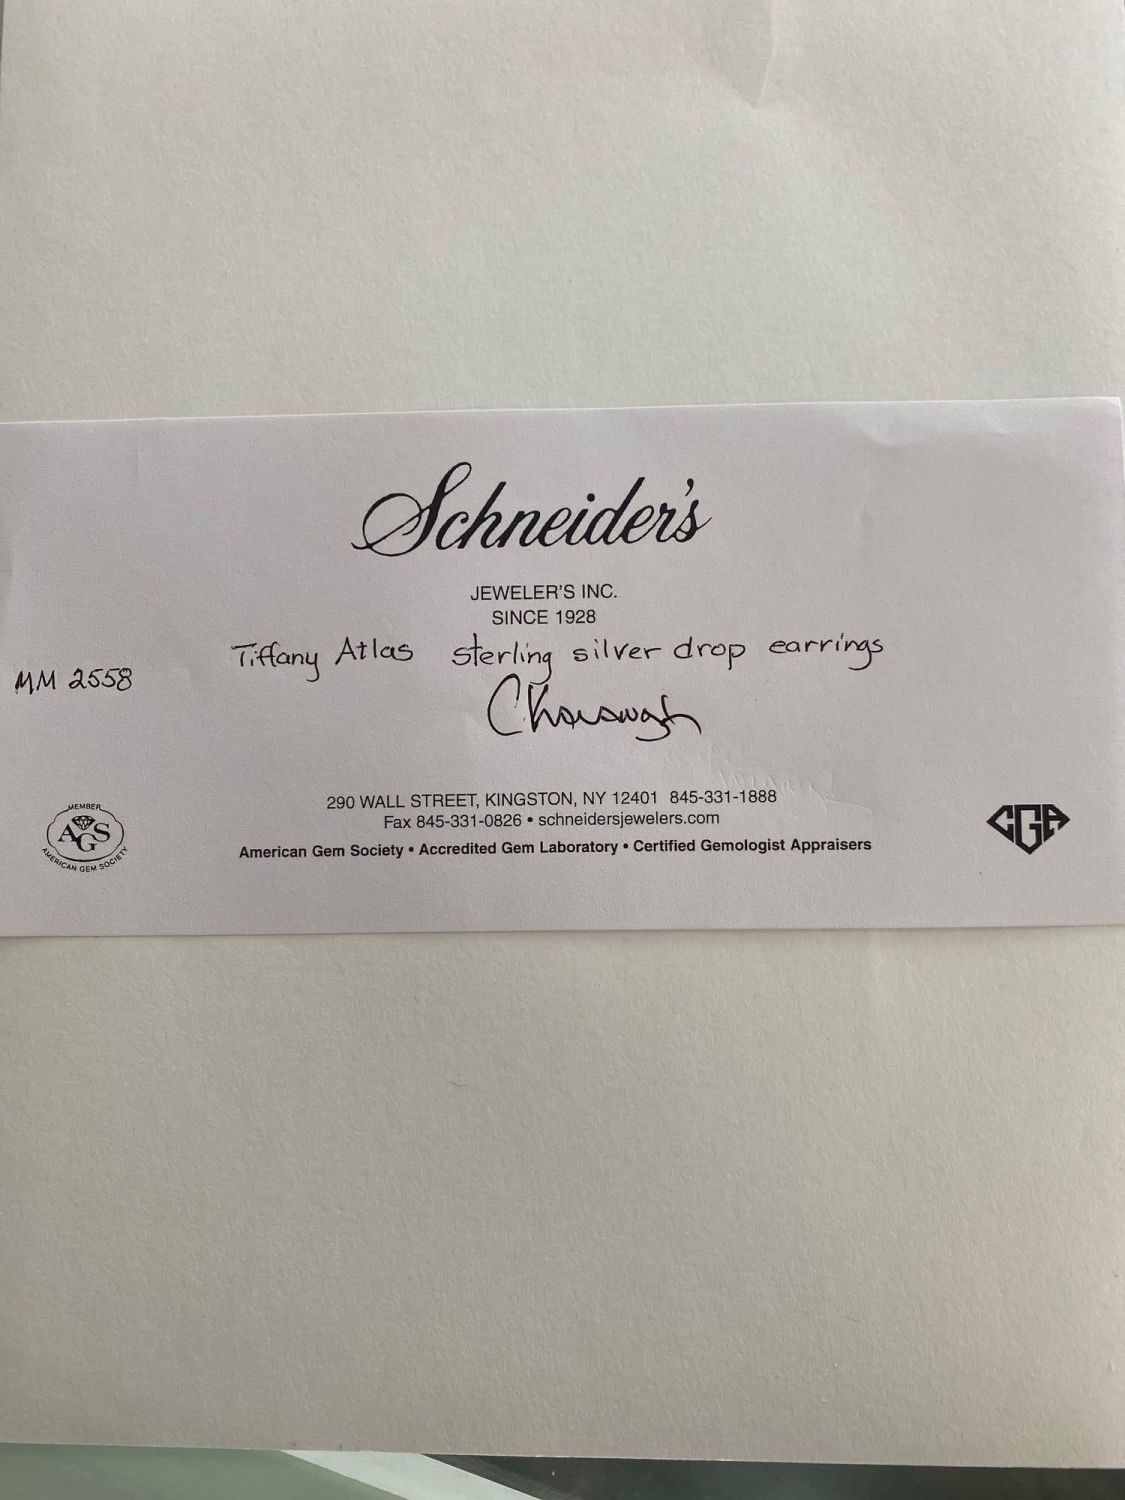 Schneider's
JEWELER'S INC.
SINCE 1928
Tiffany Atlas sterling silver drop earrings
MM 2558
290 WALL STREET, KINGSTON, NY 12401 845-331-1888
Fax 845-331-0826 • schneidersjewelers.com
American Gem Society • Accredited Gem Laboratory • Certified Gemologist Appraisers
MEMBER
AGS
AMERICAN GEM SOCIETY
CGA